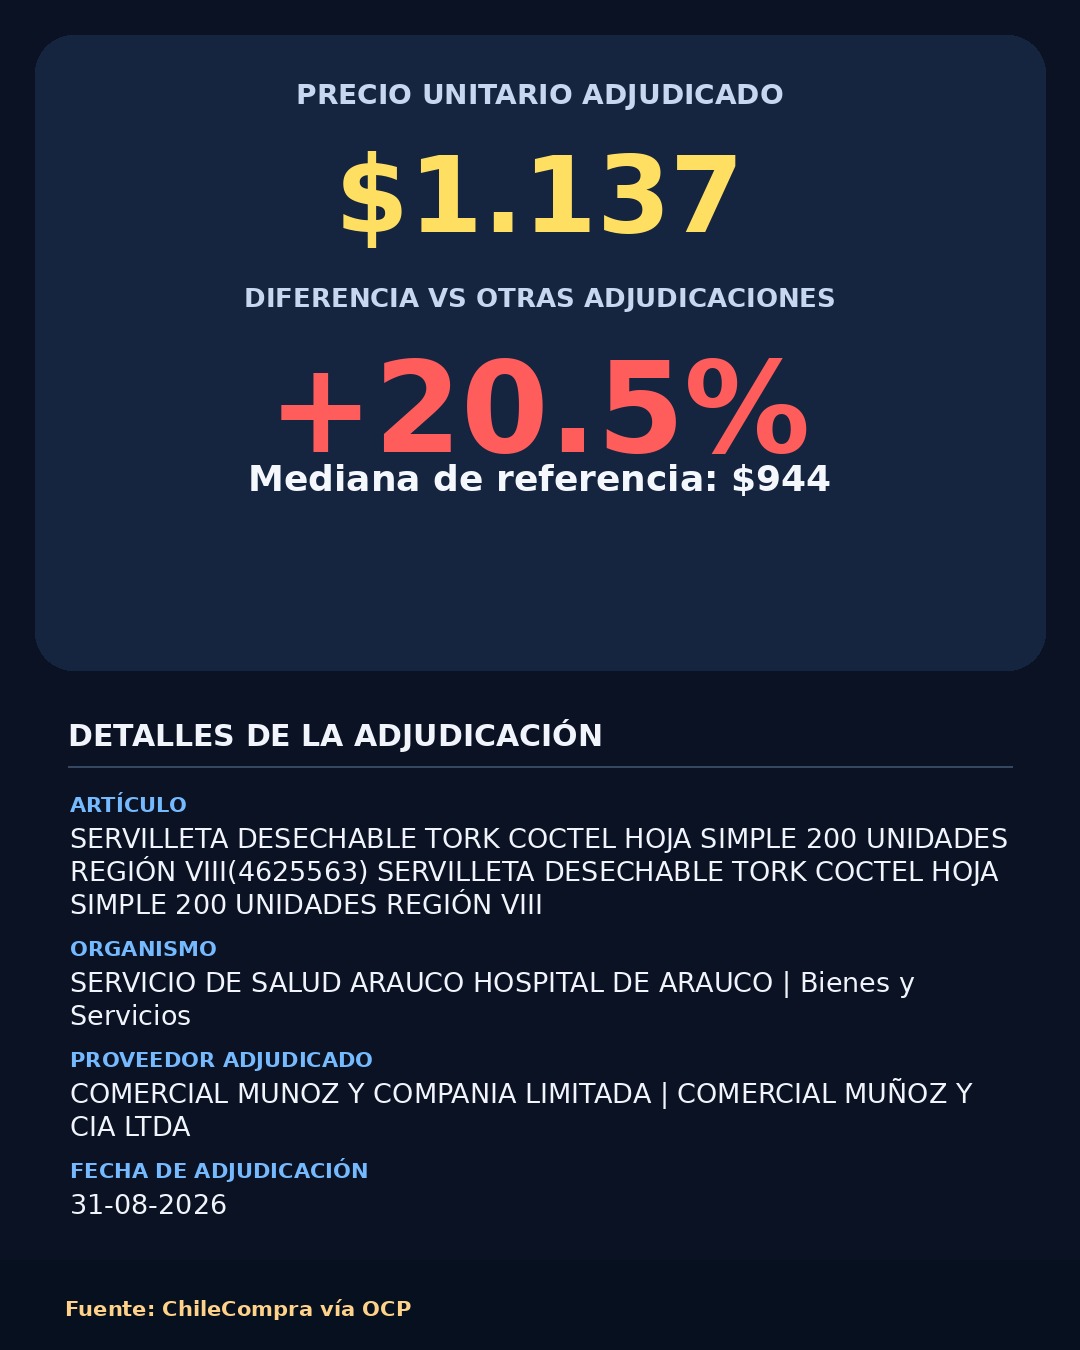 PRECIO UNITARIO ADJUDICADO
$1.137
DIFERENCIA VS OTRAS ADJUDICACIONES
+20.5%
Mediana de referencia: $944
DETALLES DE LA ADJUDICACIÓN
ARTÍCULO
SERVILLETA DESECHABLE TORK COCTEL HOJA SIMPLE 200 UNIDADES
REGIÓN VIII(4625563) SERVILLETA DESECHABLE TORK COCTEL HOJA
SIMPLE 200 UNIDADES REGIÓN VIII
ORGANISMO
SERVICIO DE SALUD ARAUCO HOSPITAL DE ARAUCO | Bienes y
Servicios
PROVEEDOR ADJUDICADO
COMERCIAL MUNOZ Y COMPANIA LIMITADA | COMERCIAL MUÑOZ Y
CIA LTDA
FECHA DE ADJUDICACIÓN
31-08-2026
Fuente: ChileCompra vía OCP